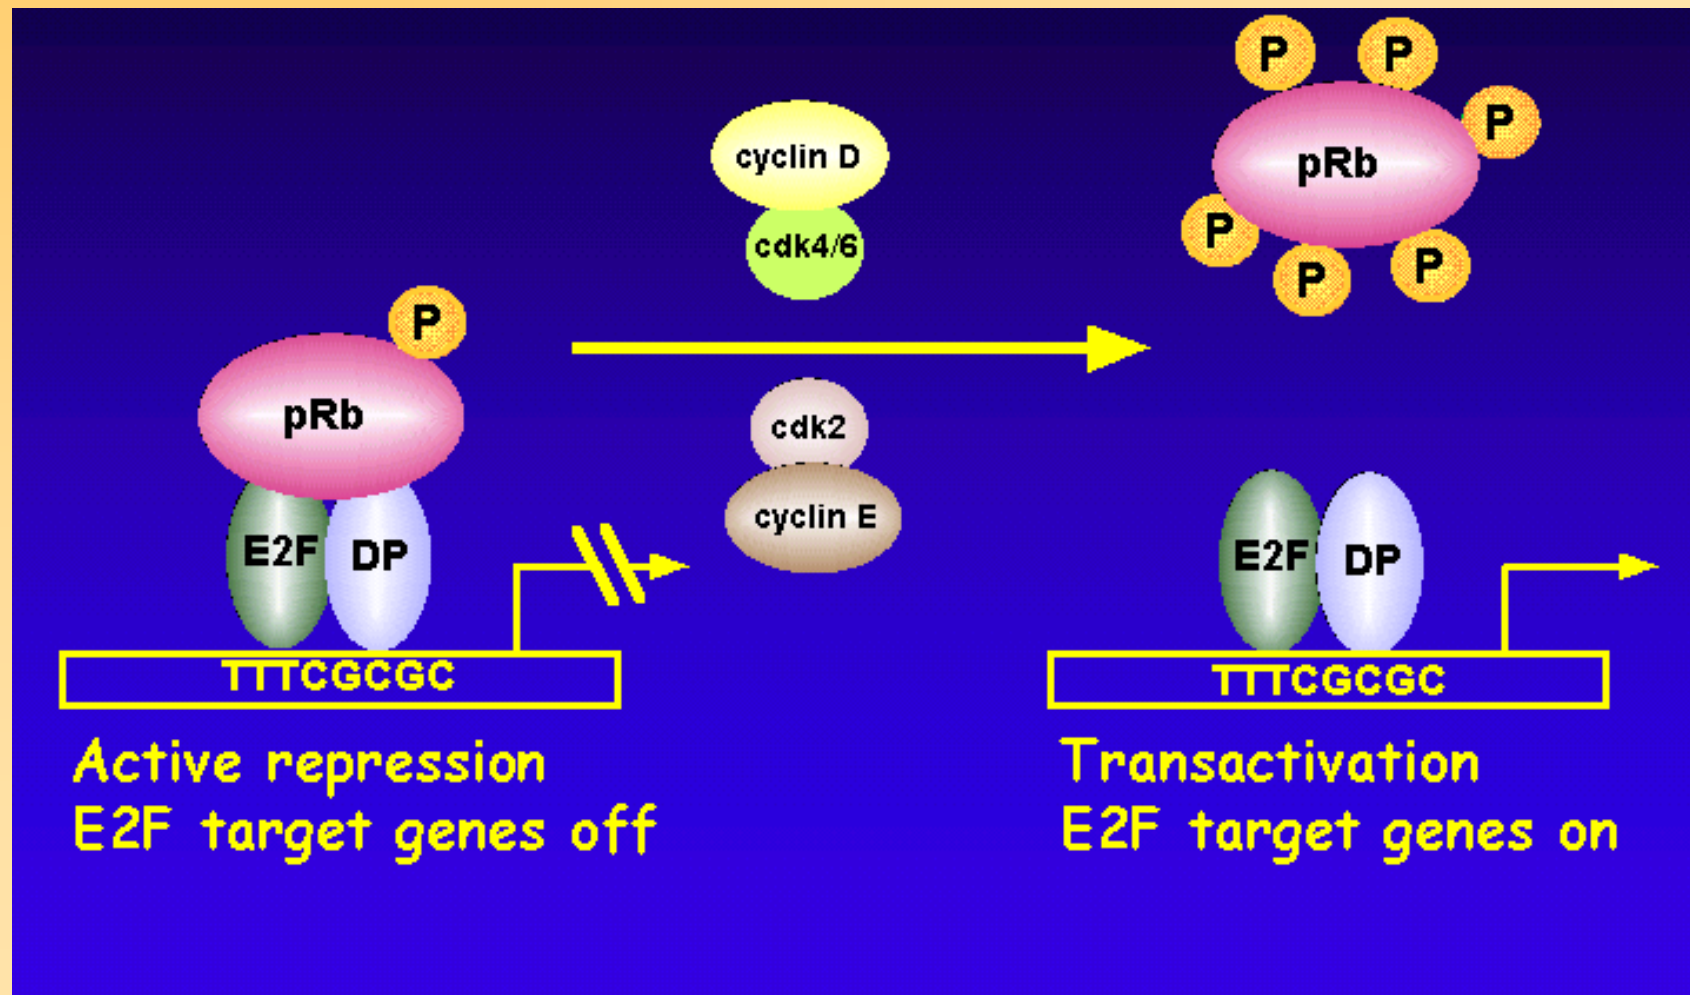 P
pRb
E2F DP
TTTCGCGC
Active repression
E2F target genes off
cyclin D
cdk4/6
cdk2
cyclin E
P P
P
pRb
P
P
P
E2F DP
TTTCGCGC
Transactivation
E2F target genes on